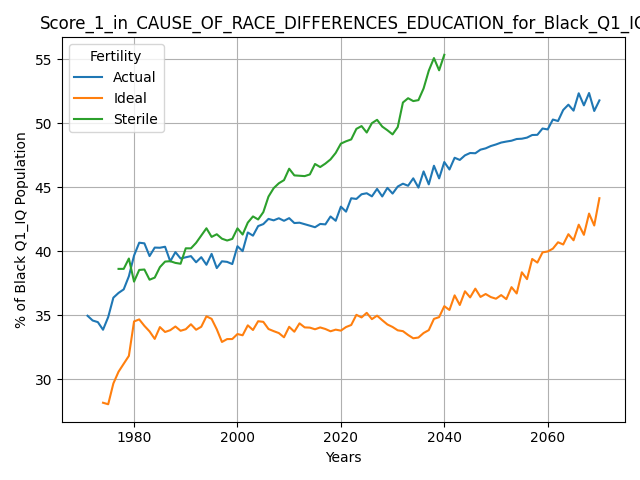 Score_1_in_CAUSE_OF_RACE_DIFFERENCES_EDUCATION_for_Black_Q1_IQ
Fertility
Actual
Ideal
Sterile
% of Black Q1_IQ Population
55
50
45
40
35
30
1980 2000 2020 2040 2060
Years